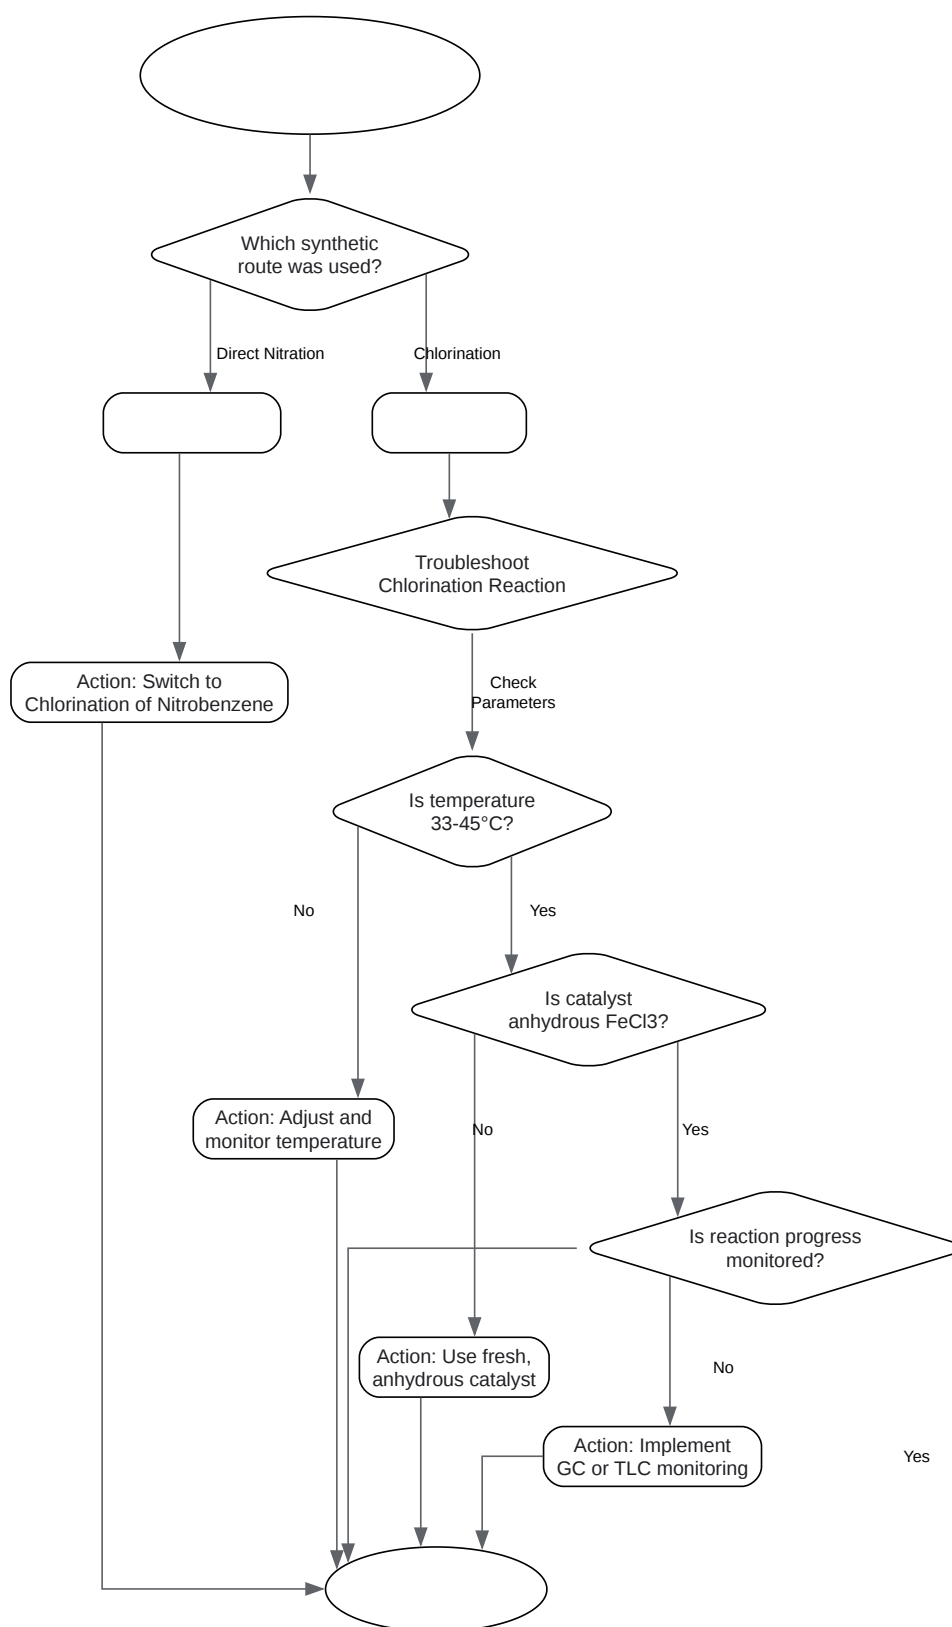 Which synthetic
route was used?
Direct Nitration
Chlorination
Troubleshoot
Chlorination Reaction
Action: Switch to
Chlorination of Nitrobenzene
Check
Parameters
Is temperature
33-45°C?
No
Yes
Is catalyst
anhydrous FeCl3?
Action: Adjust and
monitor temperature
No
Yes
Is reaction progress
monitored?
Action: Use fresh,
anhydrous catalyst
No
Action: Implement
GC or TLC monitoring
Yes